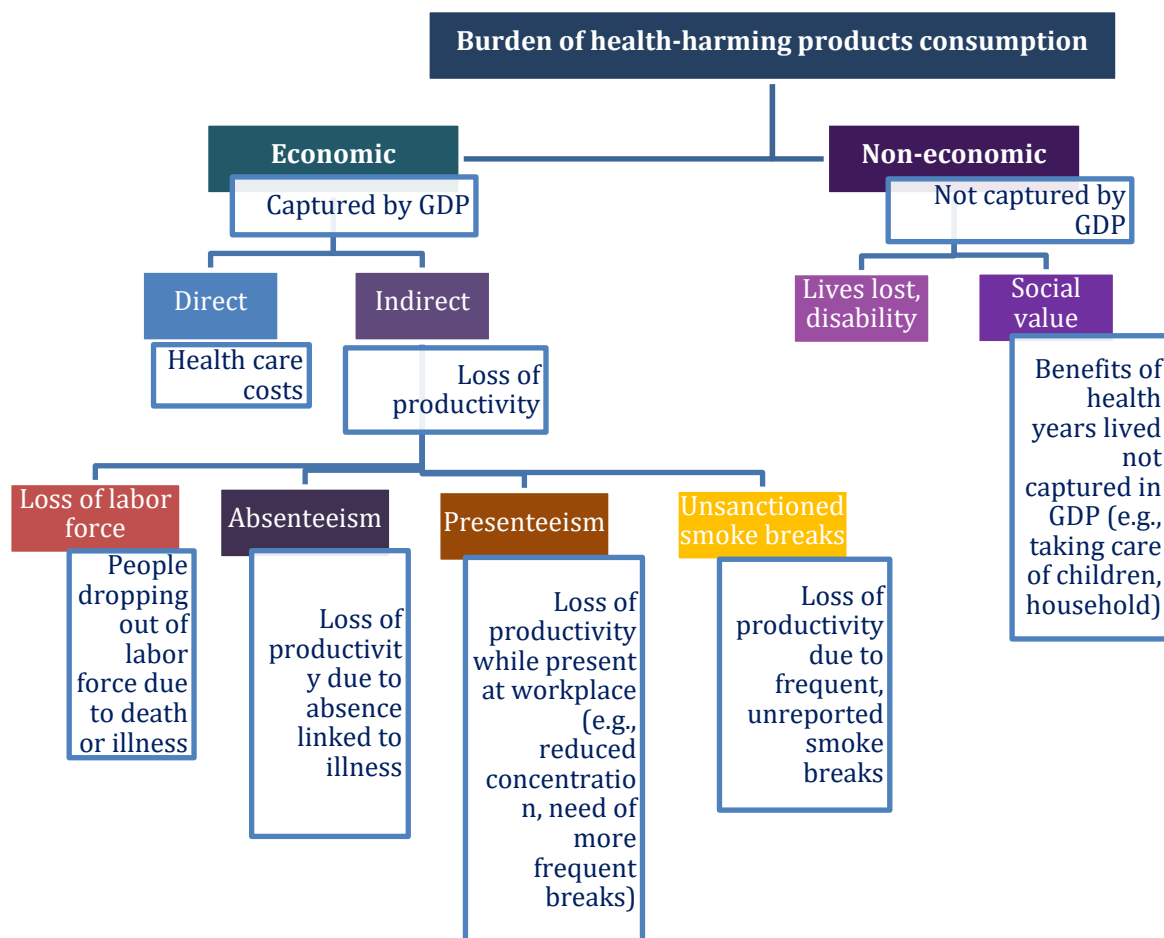 Burden of health-harming products consumption
Economic
Captured by GDP
Non-economic
Not captured by
GDP
Direct
Health care
costs
Indirect
Loss of
productivity
Lives lost,
disability
Social
value
Benefits of
health
years lived
not
captured in
GDP (e.g.,
taking care
of children,
household)
Loss of labor
force
People
dropping
out of
labor
force due
to death
or illness
Absenteeism
Loss of
productivit
y due to
absence
linked to
illness
Presenteeism
Loss of
productivity
while present
at workplace
(e.g.,
reduced
concentratio
n, need of
more
frequent
breaks)
Unsanctioned
smoke breaks
Loss of
productivity
due to
frequent,
unreported
smoke
breaks